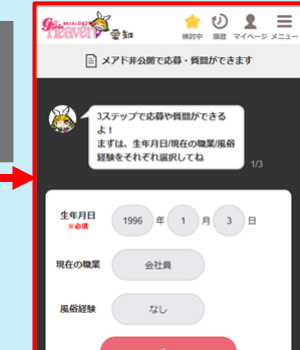 Girls
Heaven
愛知
検討中 履歴 マイページ メニュー
メアド非公開で応募・質問ができます
3ステップで応募や質問ができる
よ！
まずは、生年月日/現在の職業/風俗
経験をそれぞれ選択してね
1/3
生年月日
※必須
1996 年 1 月 3 日
現在の職業
会社員
風俗経験
なし